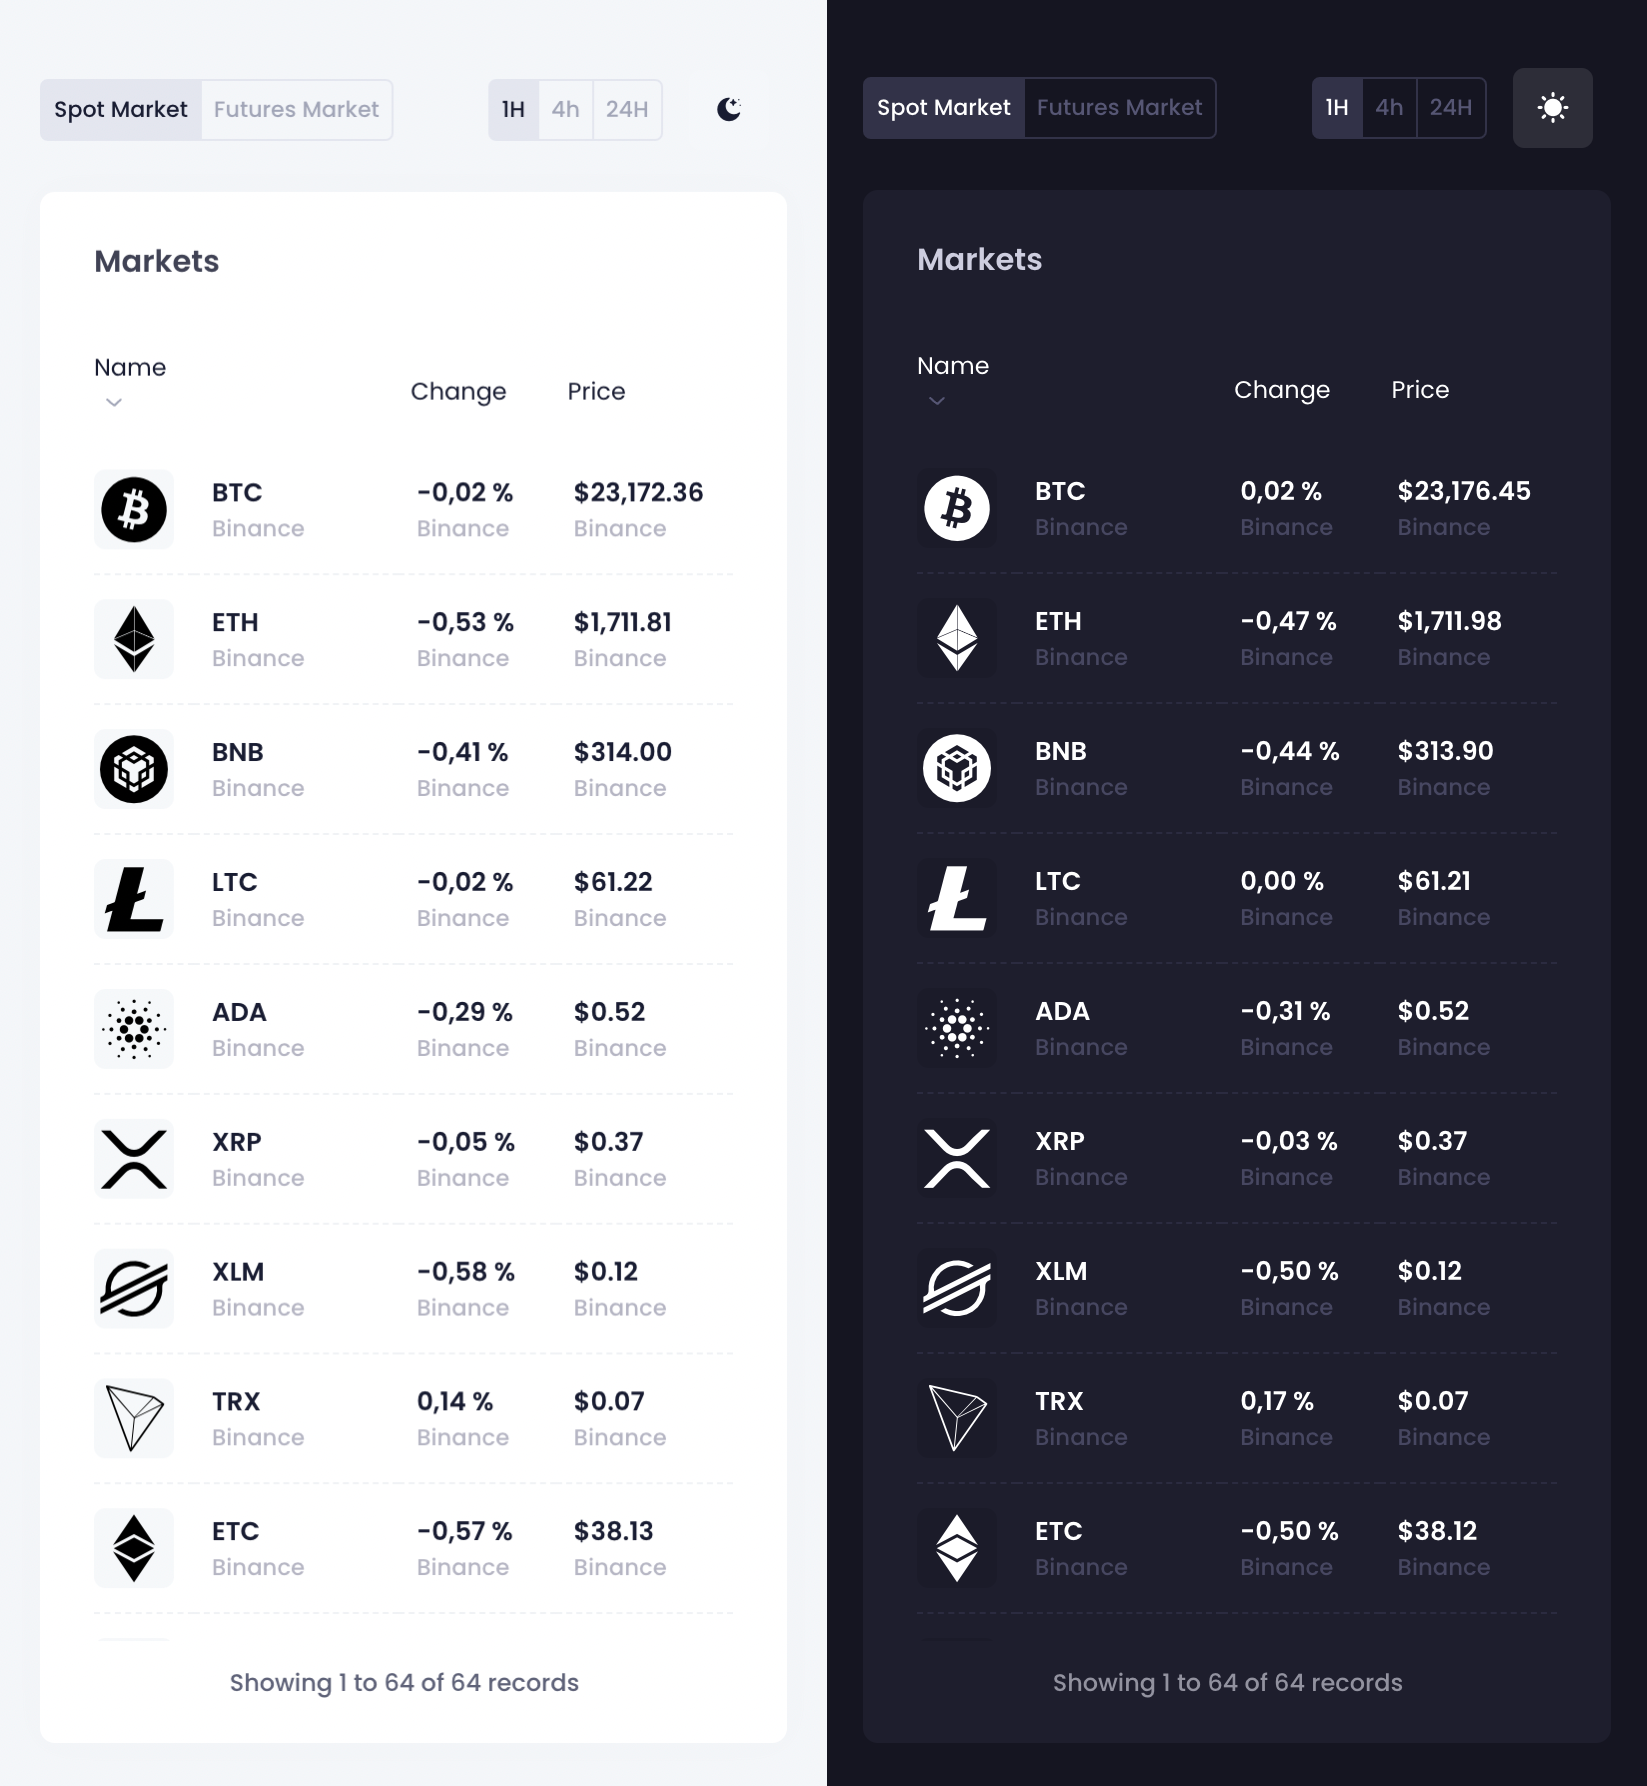 Spot Market Futures Market 1H 4h 24H
Markets
Name
Change Price
BTC -0,02 % $23,172.36
Binance Binance Binance
ETH -0,53 % $1,711.81
Binance Binance Binance
BNB -0,41 % $314.00
Binance Binance Binance
LTC -0,02 % $61.22
Binance Binance Binance
ADA -0,29 % $0.52
Binance Binance Binance
XRP -0,05 % $0.37
Binance Binance Binance
XLM -0,58 % $0.12
Binance Binance Binance
TRX 0,14 % $0.07
Binance Binance Binance
ETC -0,57 % $38.13
Binance Binance Binance
Showing 1 to 64 of 64 records
Spot Market Futures Market 1H 4h 24H
Markets
Name
Change Price
BTC 0,02 % $23,176.45
Binance Binance Binance
ETH -0,47 % $1,711.98
Binance Binance Binance
BNB -0,44 % $313.90
Binance Binance Binance
LTC 0,00 % $61.21
Binance Binance Binance
ADA -0,31 % $0.52
Binance Binance Binance
XRP -0,03 % $0.37
Binance Binance Binance
XLM -0,50 % $0.12
Binance Binance Binance
TRX 0,17 % $0.07
Binance Binance Binance
ETC -0,50 % $38.12
Binance Binance Binance
Showing 1 to 64 of 64 records